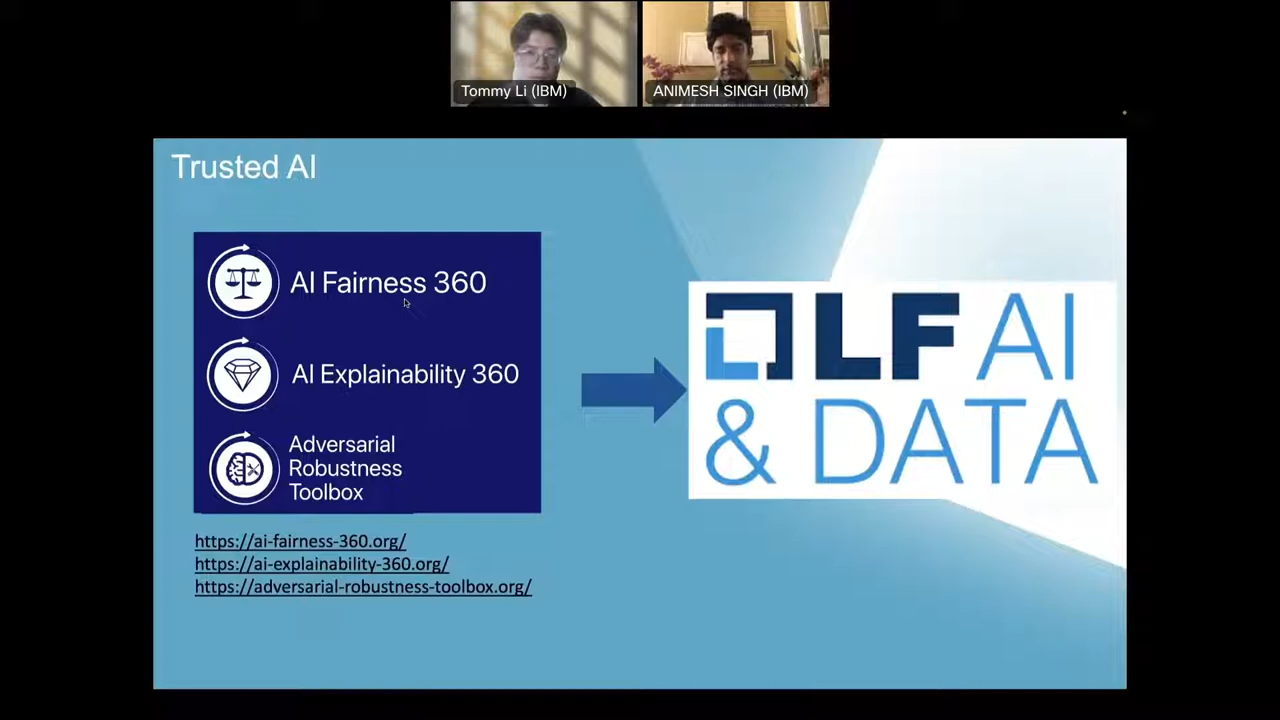 Tommy Li (IBM)
ANIMESH SINGH (IBM)
Trusted AI
AI Fairness 360
AI Explainability 360
Adversarial
Robustness
Toolbox
https://ai-fairness-360.org/
https://ai-explainability-360.org/
https://adversarial-robustness-toolbox.org/
LF AI
& DATA